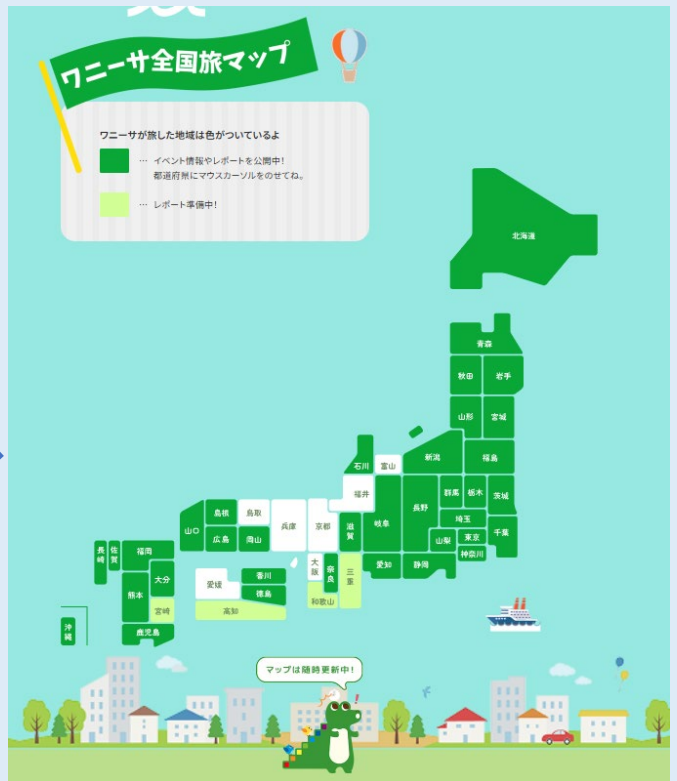 ワニーサ全国旅マップ
ワニーサが旅した地域は色がついているよ
… イベント情報やレポートを公開中!
都道府県にマウスカーソルをのせてね。
… レポート準備中!
北海道
青森
秋田 岩手
山形 宮城
石川 富山 新潟 福島
福井
群馬 栃木 茨城
長野
島根 鳥取 兵庫 京都 滋賀 岐阜 埼玉
山口 広島 岡山 山梨 東京 千葉
神奈川
長崎 佐賀 福岡 大阪 奈良 三重 愛知 静岡
大分 愛媛 香川
熊本 徳島
宮崎 高知 和歌山
沖縄 鹿児島
マップは随時更新中!